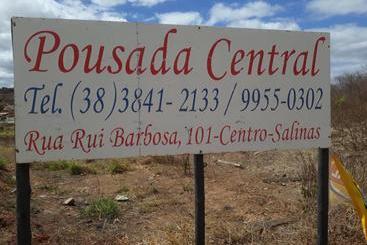 Pousada Central
Tel. (38)3841- 2133 / 9955-0302
Rua Rui Barbosa, 101-Centro-Salinas